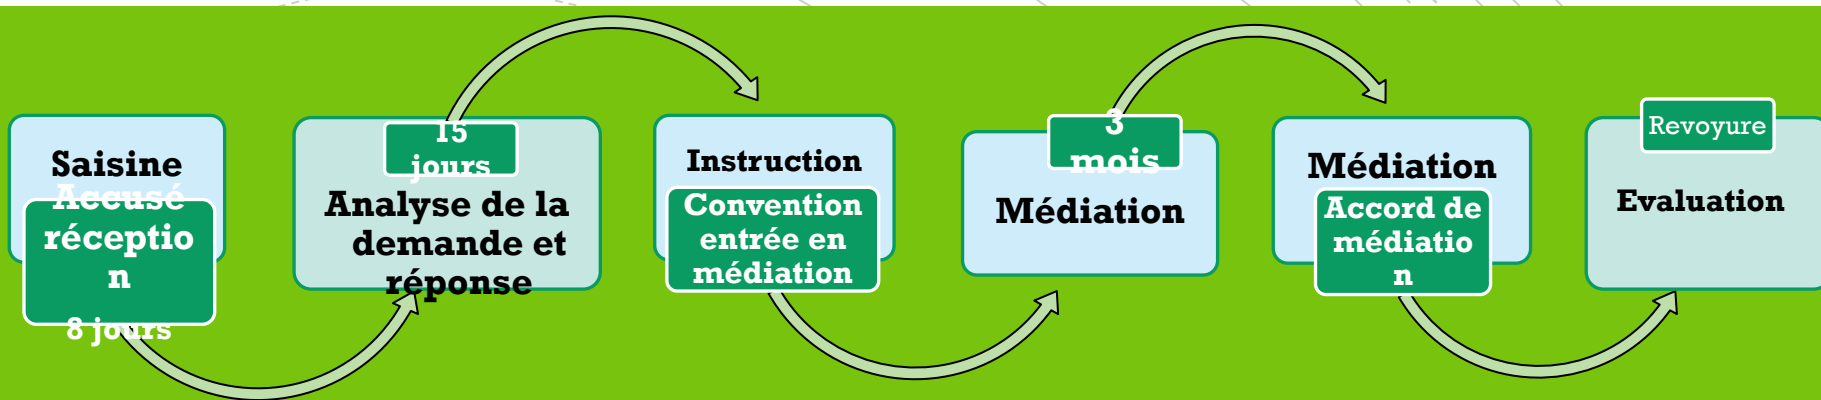 Saisine
Accusé
réceptio
n
8 jours
15
jours
Analyse de la
demande et
réponse
Instruction
Convention
entrée en
médiation
3
mois
Médiation
Médiation
Accord de
médiatio
n
Revoyure
Evaluation